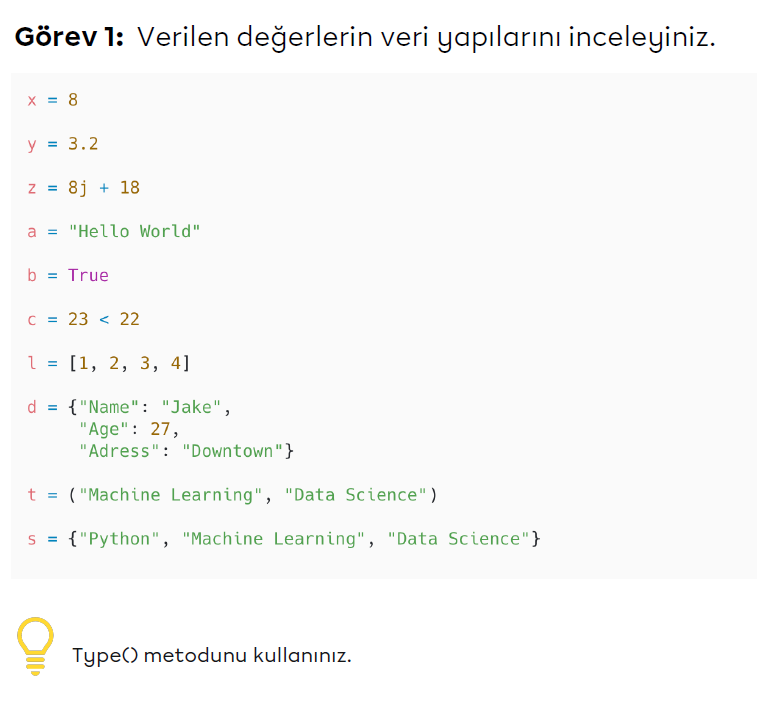 Görev 1: Verilen değerlerin veri yapılarını inceleyiniz.
x = 8
y = 3.2
z = 8j + 18
a = "Hello World"
b = True
c = 23 < 22
l = [1, 2, 3, 4]
d = {"Name": "Jake",
"Age": 27,
"Adress": "Downtown"}
t = ("Machine Learning", "Data Science")
s = {"Python", "Machine Learning", "Data Science"}
Type() metodunu kullanınız.